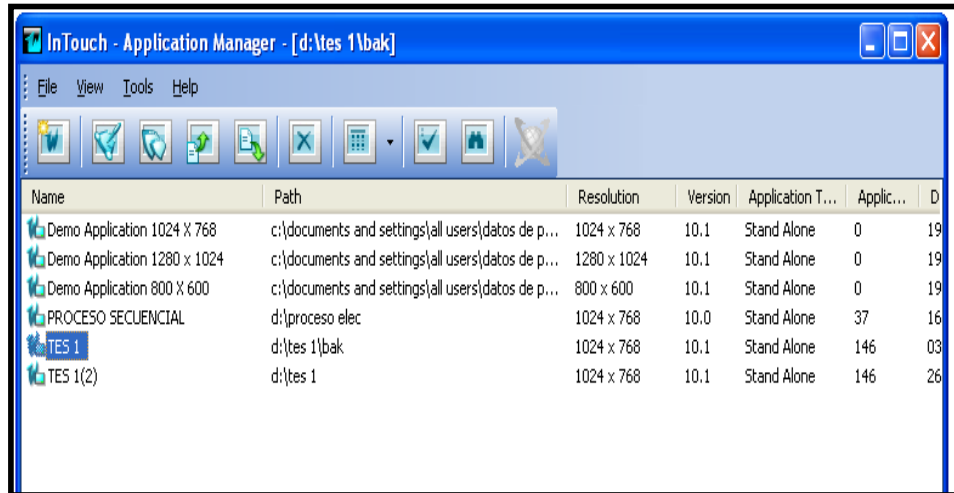 InTouch - Application Manager - [d:\tes 1\bak]
File View Tools Help
Name Path Resolution Version Application T... Applic... D
Demo Application 1024 X 768 c:\documents and settings\all users\datos de p... 1024 x 768 10.1 Stand Alone 0 19
Demo Application 1280 x 1024 c:\documents and settings\all users\datos de p... 1280 x 1024 10.1 Stand Alone 0 19
Demo Application 800 X 600 c:\documents and settings\all users\datos de p... 800 x 600 10.1 Stand Alone 0 19
PROCESO SECUENCIAL d:\proceso elec 1024 x 768 10.0 Stand Alone 37 16
TES 1 d:\tes 1\bak 1024 x 768 10.1 Stand Alone 146 03
TES 1(2) d:\tes 1 1024 x 768 10.1 Stand Alone 146 26